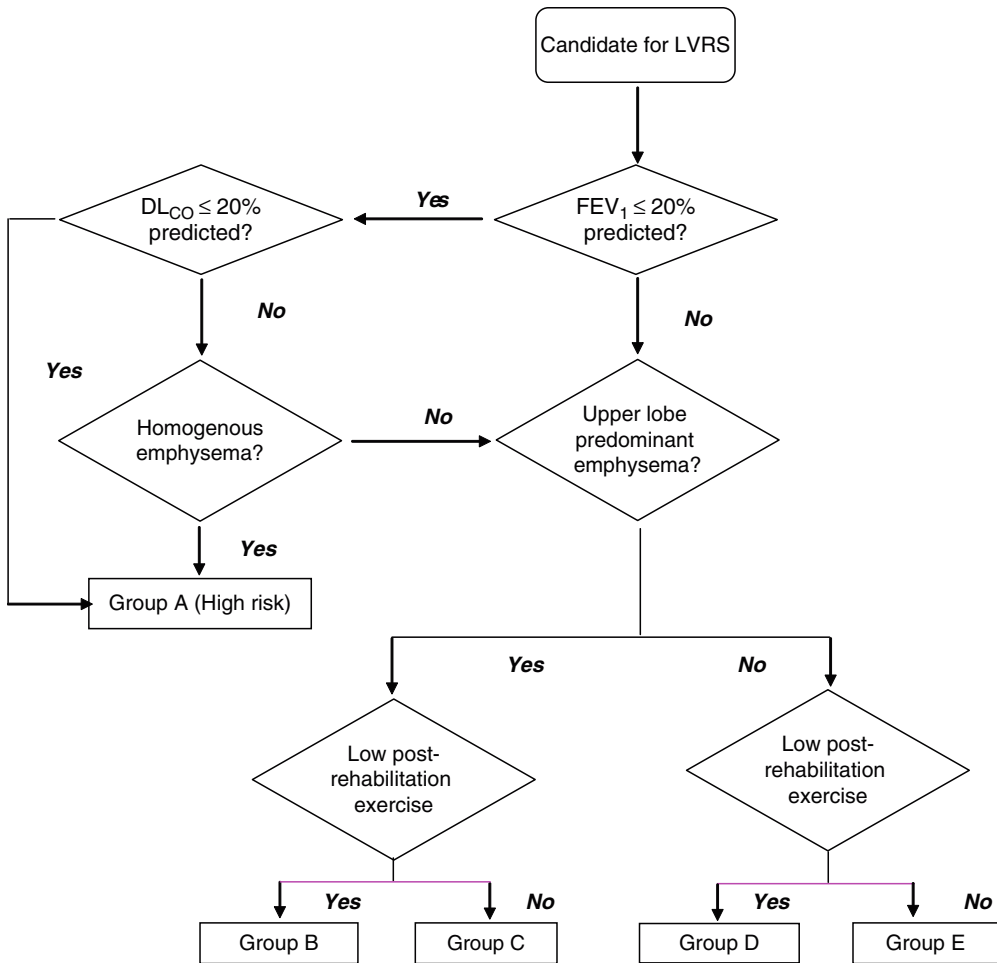 Candidate for LVRS
DL_CO ≤ 20%
predicted?
Yes
FEV₁ ≤ 20%
predicted?
No
No
Yes
Homogenous
emphysema?
No
Upper lobe
predominant
emphysema?
Yes
Group A (High risk)
Yes
No
Low post-
rehabilitation
exercise
Low post-
rehabilitation
exercise
Yes
No
Yes
No
Group B
Group C
Group D
Group E